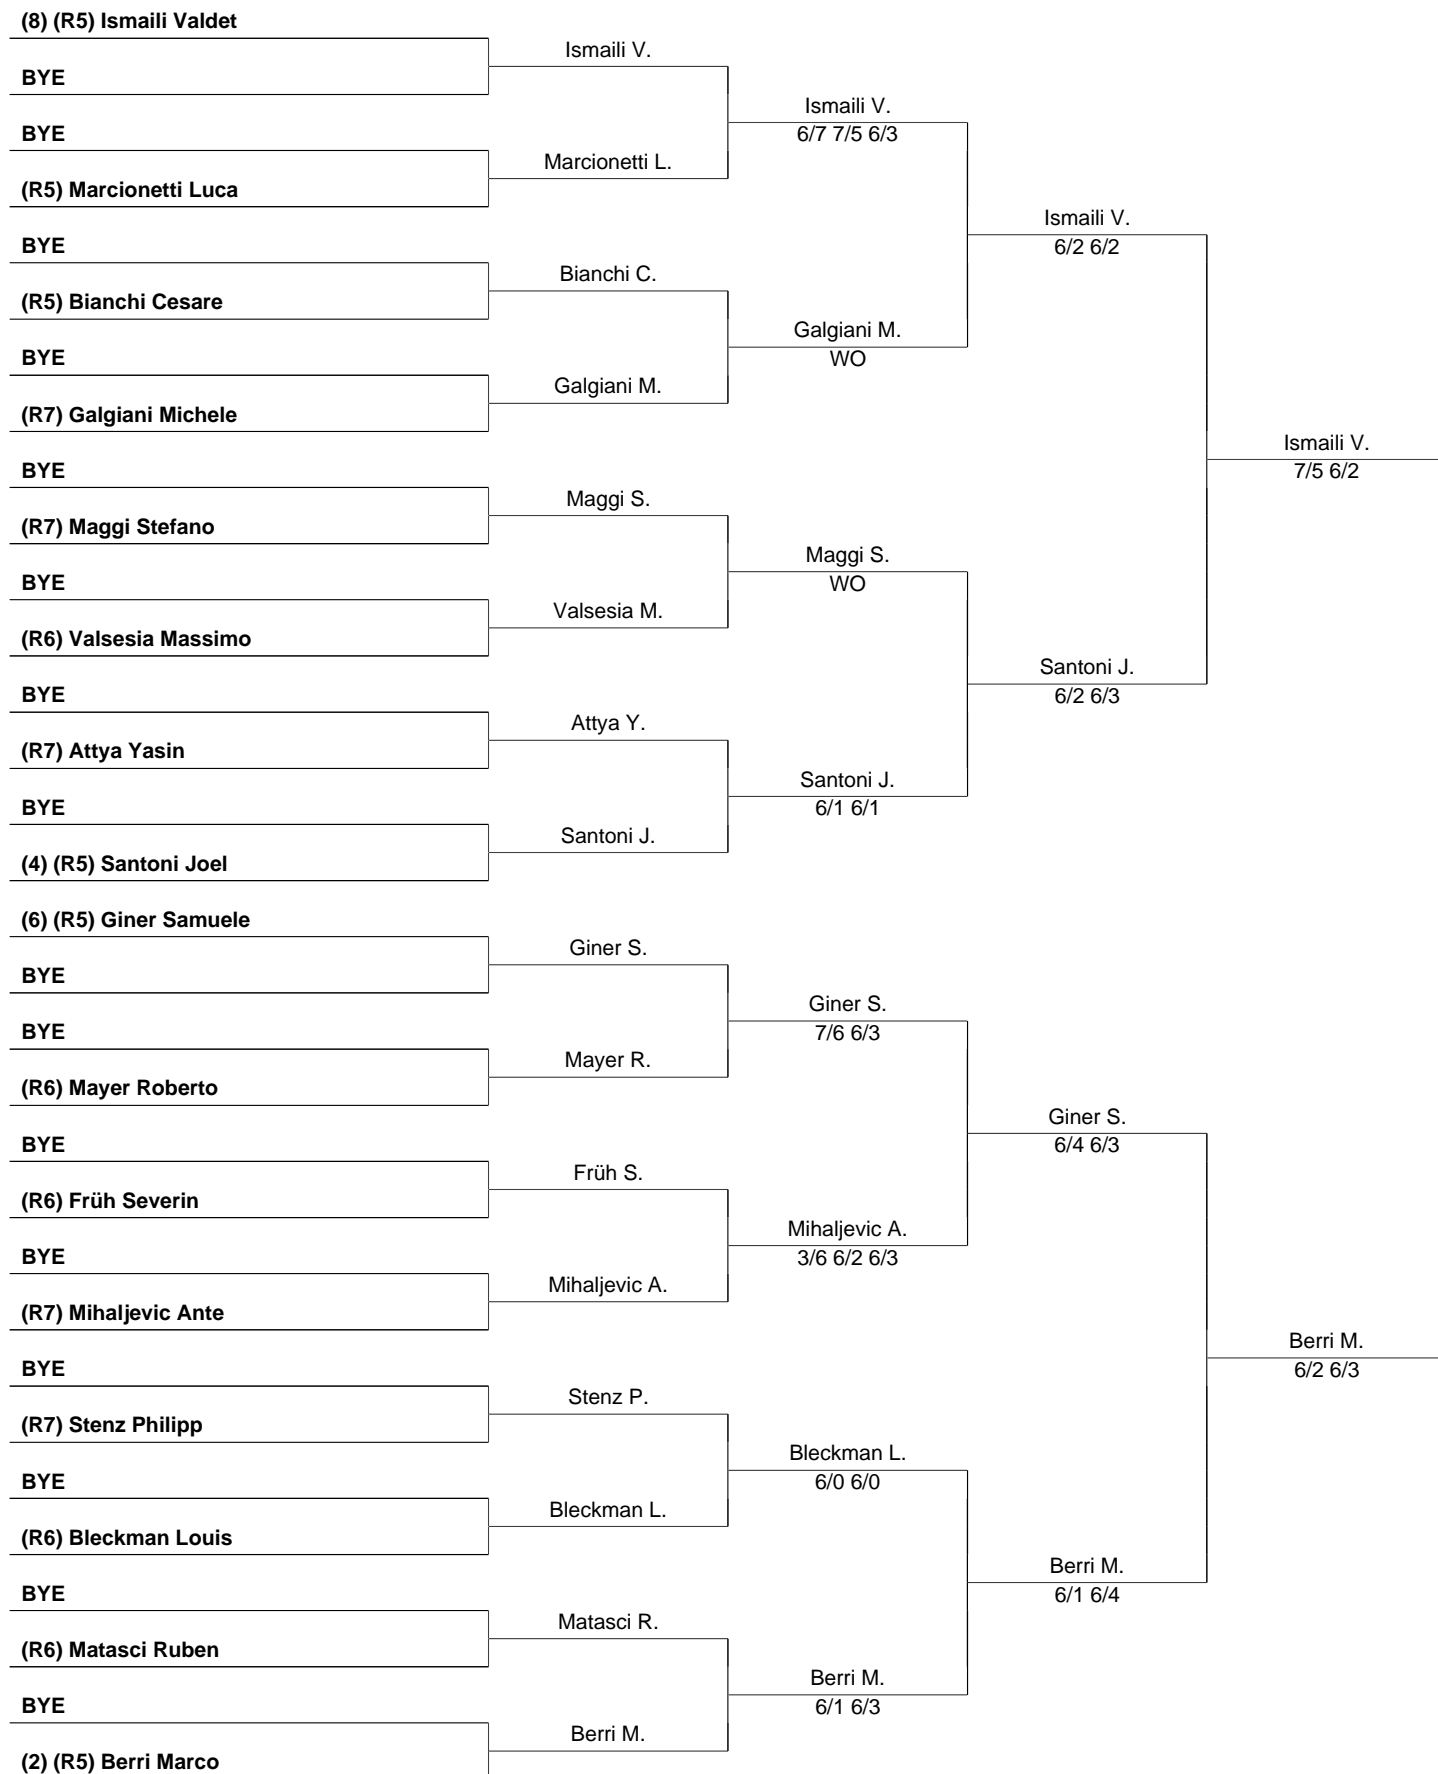 (8) (R5) Ismaili Valdet
Ismaili V.
BYE
Ismaili V.
6/7 7/5 6/3
BYE
Marcionetti L.
(R5) Marcionetti Luca
Ismaili V.
6/2 6/2
BYE
Bianchi C.
(R5) Bianchi Cesare
Galgiani M.
WO
BYE
Galgiani M.
(R7) Galgiani Michele
Ismaili V.
7/5 6/2
BYE
Maggi S.
(R7) Maggi Stefano
Maggi S.
WO
BYE
Valsesia M.
(R6) Valsesia Massimo
Santoni J.
6/2 6/3
BYE
Attya Y.
(R7) Attya Yasin
Santoni J.
6/1 6/1
BYE
Santoni J.
(4) (R5) Santoni Joel
(6) (R5) Giner Samuele
Giner S.
BYE
Giner S.
7/6 6/3
BYE
Mayer R.
(R6) Mayer Roberto
Giner S.
6/4 6/3
BYE
Früh S.
(R6) Früh Severin
Mihaljevic A.
3/6 6/2 6/3
BYE
Mihaljevic A.
(R7) Mihaljevic Ante
Berri M.
6/2 6/3
BYE
Stenz P.
(R7) Stenz Philipp
Bleckman L.
6/0 6/0
BYE
Bleckman L.
(R6) Bleckman Louis
Berri M.
6/1 6/4
BYE
Matasci R.
(R6) Matasci Ruben
Berri M.
6/1 6/3
BYE
Berri M.
(2) (R5) Berri Marco